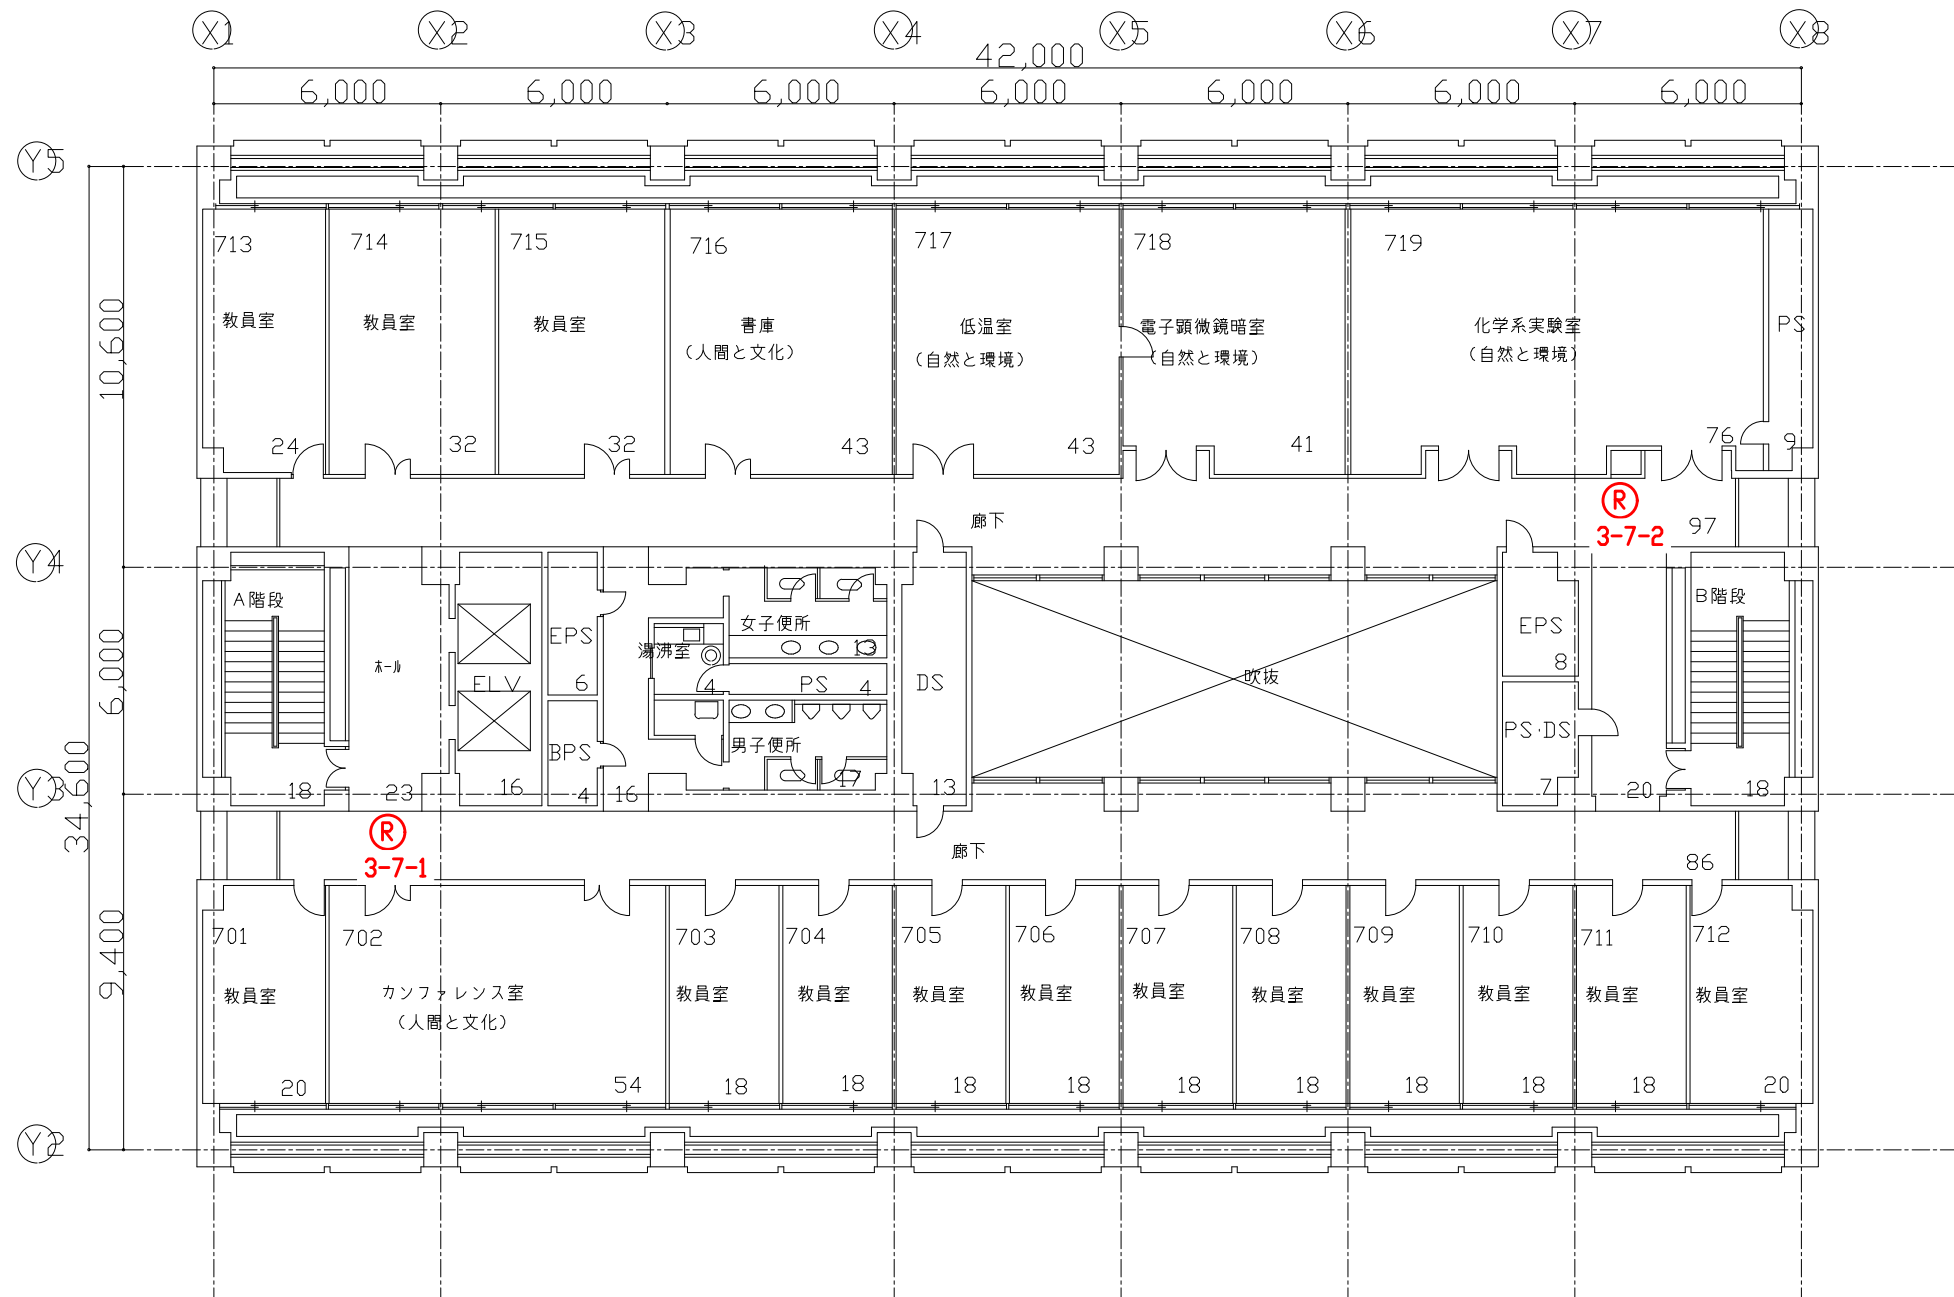 X1 X2 X3 X4 X5 X6 X7 X8
42,000
6,000 6,000 6,000 6,000 6,000 6,000 6,000
Y5
713 714 715 716 717 718 719
教員室 教員室 教員室 書庫 低温室 電子顕微鏡暗室 化学系実験室 PS
(人間と文化) (自然と環境) (自然と環境) (自然と環境)
10,600
24 32 32 43 43 41 76 9
R
廊下 97
3-7-2
Y4
A階段 B階段
女子便所
EPS EPS
湯沸室 13
ホール 8
6,000
ELV 6 4 PS 4 DS 吹抜
BPS 男子便所 PS・DS
18 23 16 4 16 17 13 7 20 18
Y3
34,600
R
3-7-1
廊下 86
701 702 703 704 705 706 707 708 709 710 711 712
9,400
教員室 カンファレンス室 教員室 教員室 教員室 教員室 教員室 教員室 教員室 教員室 教員室 教員室
(人間と文化)
20 54 18 18 18 18 18 18 18 18 18 20
Y2